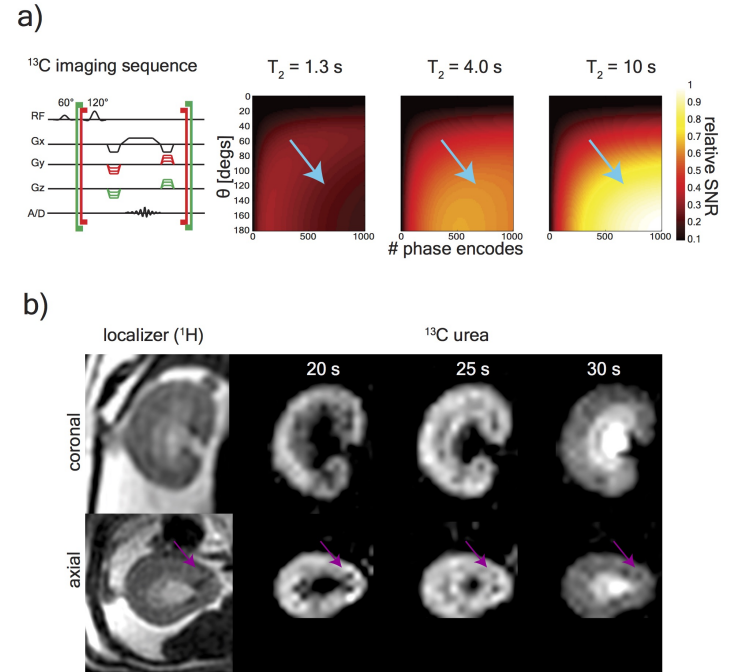 a)
¹³C imaging sequence
T₂ = 1.3 s
T₂ = 4.0 s
T₂ = 10 s
60°
120°
RF
Gx
Gy
Gz
A/D
θ [degs]
0
20
40
60
80
100
120
140
160
180
0 500 1000
0 500 1000
0 500 1000
# phase encodes
1
0.9
0.8
0.7
0.6
0.5
0.4
0.3
0.2
0.1
relative SNR
b)
localizer (¹H)
¹³C urea
20 s
25 s
30 s
coronal
axial